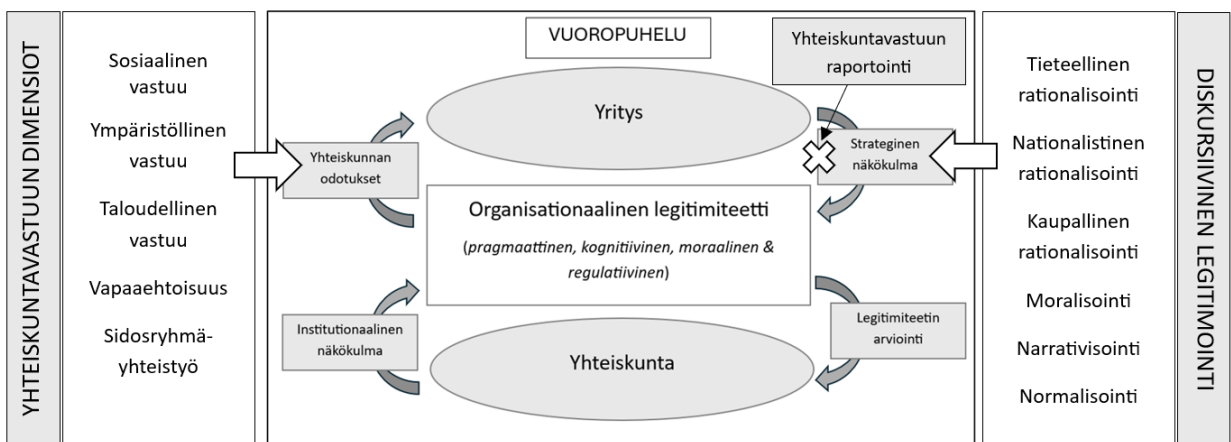 YHTEISKUNTAVASTUUN DIMENSIOT
Sosiaalinen
vastuu
Ympäristöllinen
vastuu
Taloudellinen
vastuu
Vapaaehtoisuus
Sidosryhmä-
yhteistyö
VUOROPUHELU
Yhteiskuntavastuun
raportointi
Yritys
Yhteiskunnan
odotukset
Strateginen
näkökulma
Organisationaalinen legitimiteetti
(pragmaattinen, kognitiivinen, moraalinen &
regulatiivinen)
Institutionaalinen
näkökulma
Legitimiteetin
arviointi
Yhteiskunta
Tieteellinen
rationalisointi
Nationalistinen
rationalisointi
Kaupallinen
rationalisointi
Moralisointi
Narrativisointi
Normalisointi
DISKURSIIVINEN LEGITIMOINTI